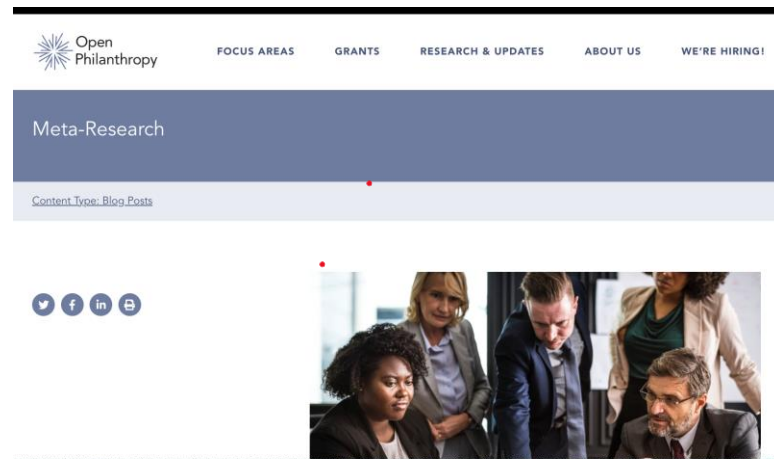 Open
Philanthropy
FOCUS AREAS
GRANTS
RESEARCH & UPDATES
ABOUT US
WE'RE HIRING!
Meta-Research
Content Type: Blog Posts